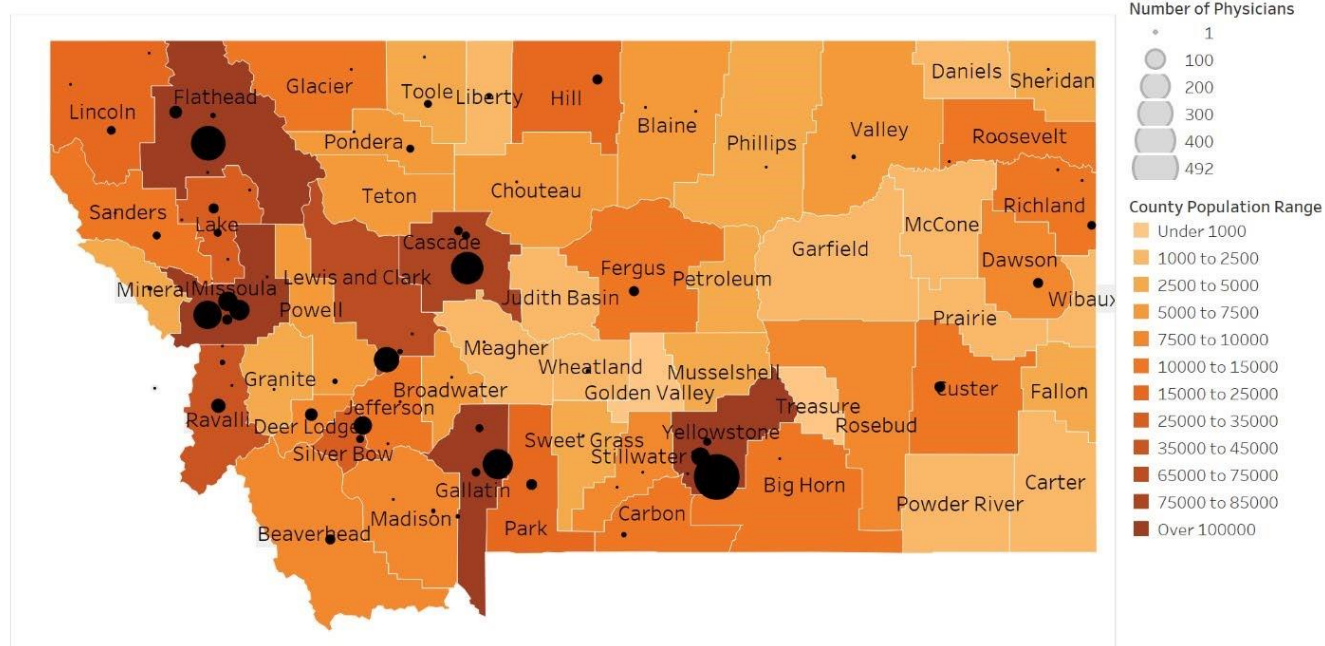 Number of Physicians
1
100
200
300
400
492
County Population Range
Under 1000
1000 to 2500
2500 to 5000
5000 to 7500
7500 to 10000
10000 to 15000
15000 to 25000
25000 to 35000
35000 to 45000
65000 to 75000
75000 to 85000
Over 100000
Lincoln
Flathead
Glacier
Toole
Liberty
Hill
Blaine
Phillips
Valley
Daniels
Sheridan
Roosevelt
Pondera
Teton
Chouteau
Richland
Sanders
Lake
Cascade
Lewis and Clark
Fergus
Petroleum
Garfield
McCone
Dawson
Wibaux
Mineral
Missoula
Powell
Judith Basin
Prairie
Meagher
Wheatland
Golden Valley
Musselshell
Granite
Broadwater
Treasure
Rosebud
Custer
Fallon
Ravalli
Deer Lodge
Jefferson
Silver Bow
Sweet Grass
Stillwater
Yellowstone
Gallatin
Big Horn
Powder River
Carter
Beaverhead
Madison
Park
Carbon